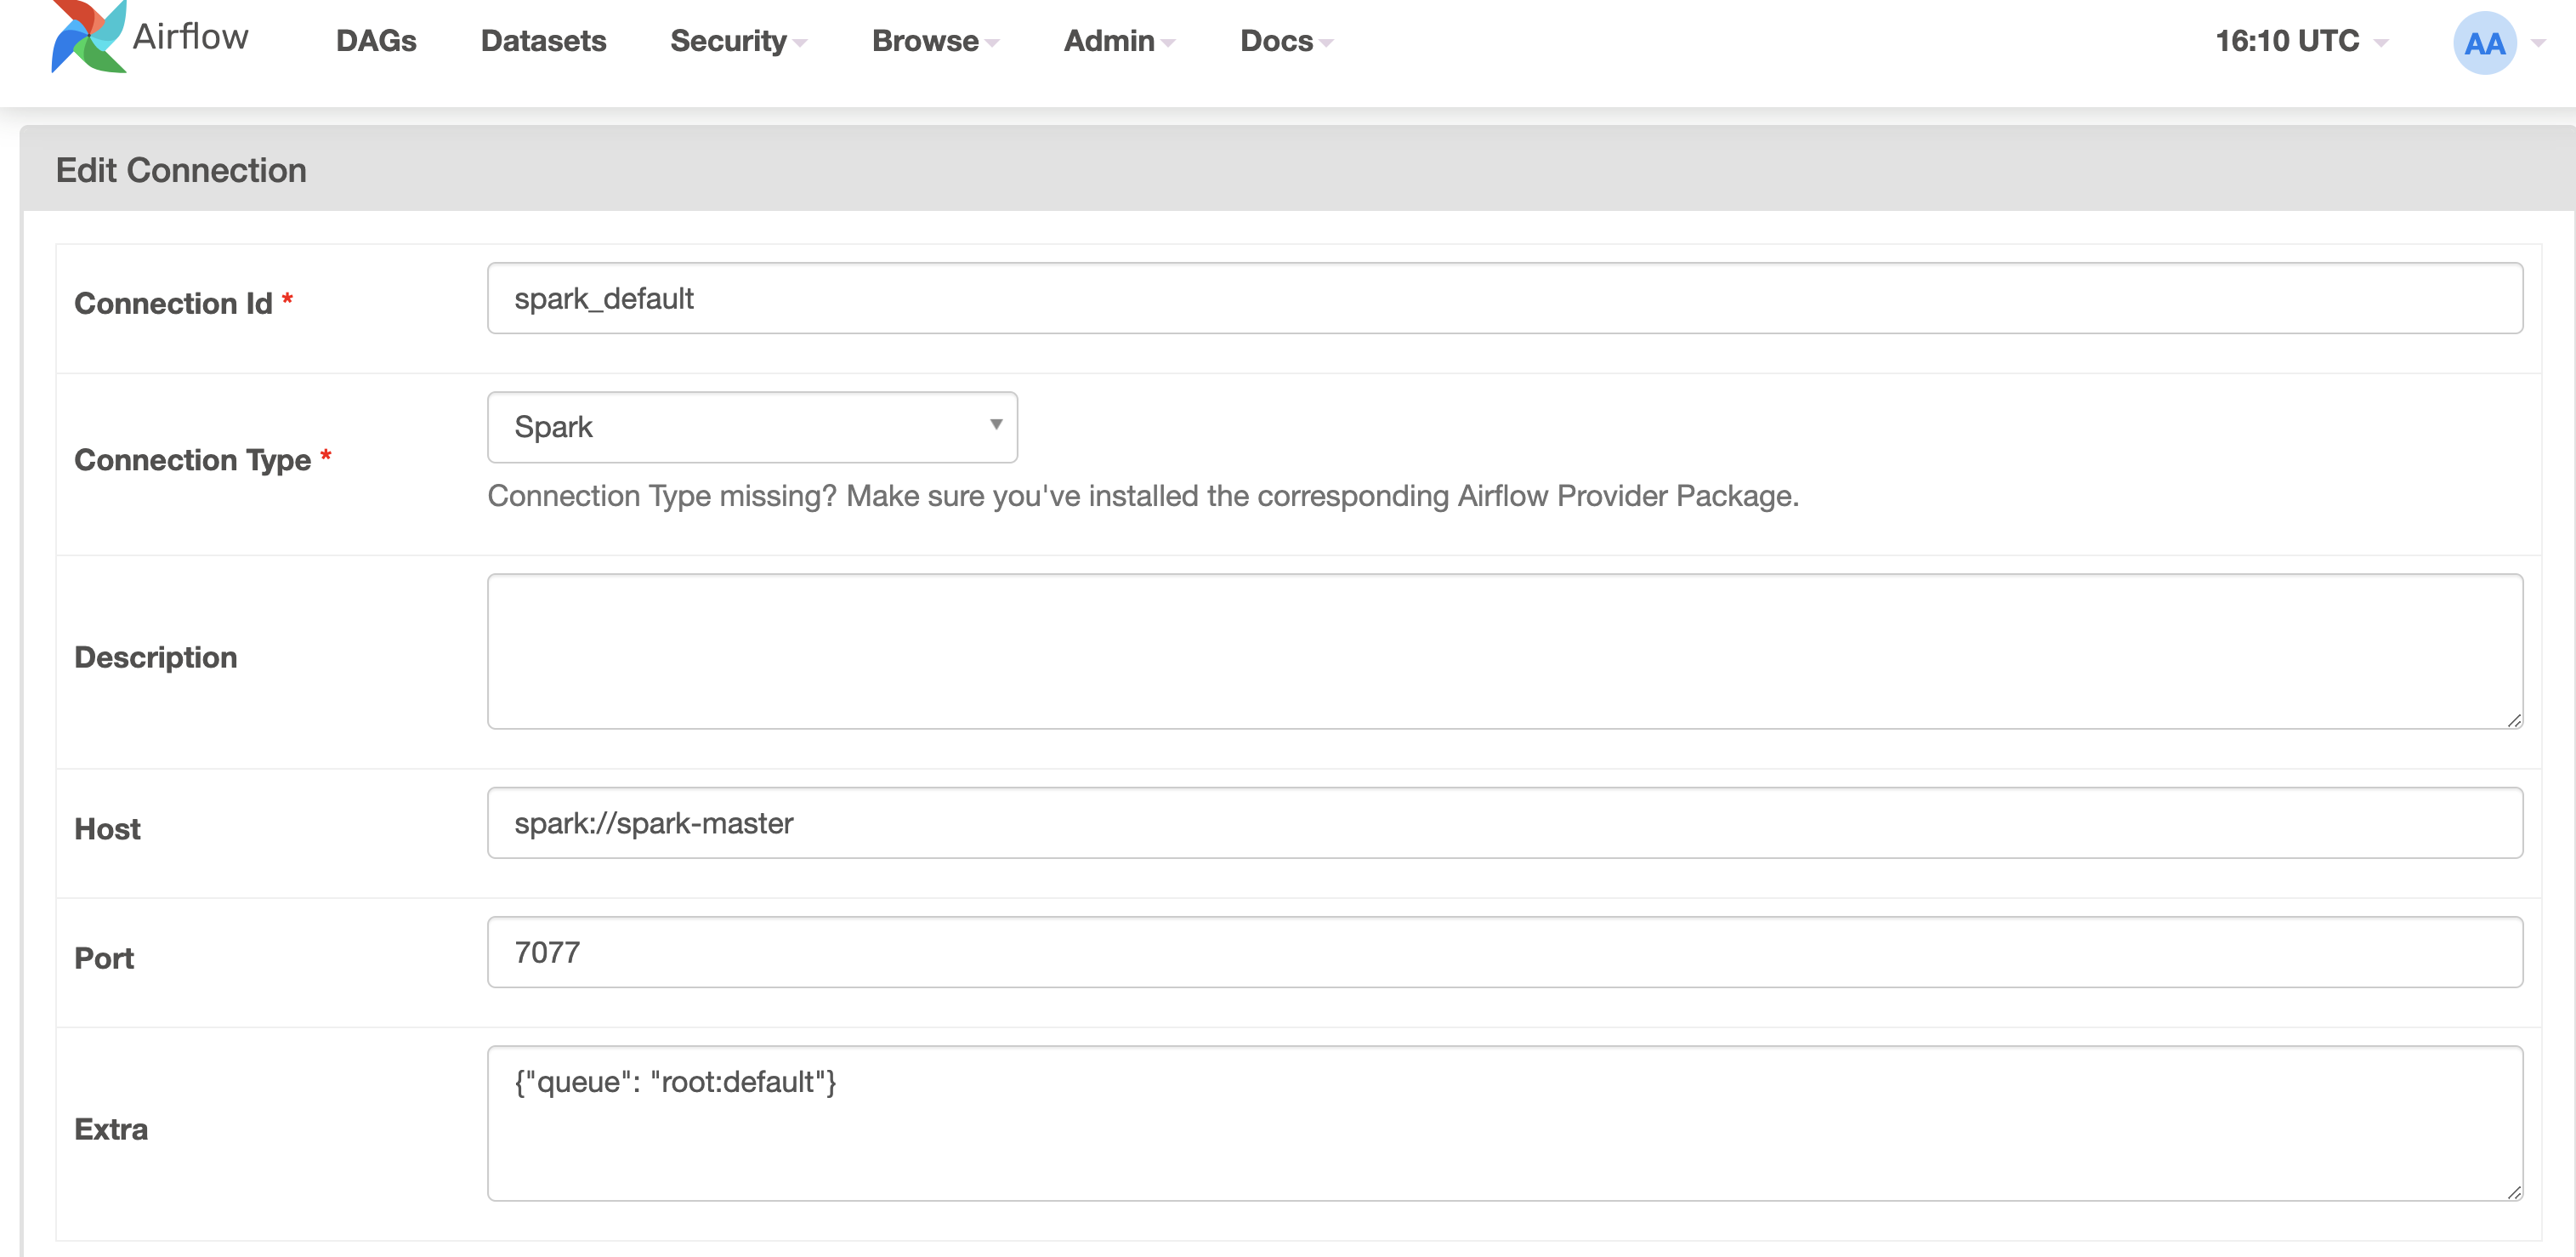 Airflow DAGs Datasets Security Browse Admin Docs 16:10 UTC AA
Edit Connection
Connection Id * spark_default
Connection Type * Spark
Connection Type missing? Make sure you've installed the corresponding Airflow Provider Package.
Description
Host spark://spark-master
Port 7077
Extra {"queue": "root:default"}